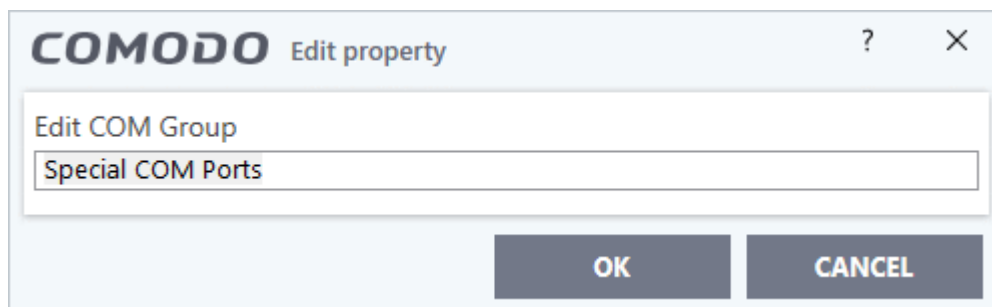 COMODO Edit property ?
Edit COM Group
Special COM Ports
OK CANCEL